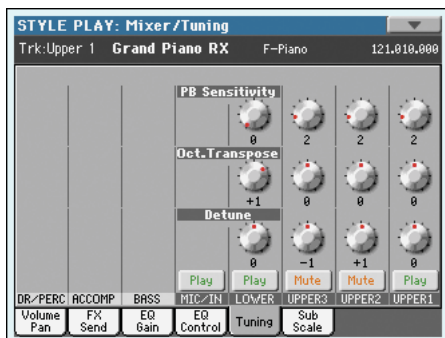 STYLE PLAY: Mixer/Tuning
Trk:Upper 1 Grand Piano RX F-Piano 121.010.000
PB Sensitivity
0 2 2 2
Oct.Transpose
+1 0 0 0
Detune
0 -1 +1 0
Play Play Mute Mute Play
DR/PERC ACCOMP BASS MIC/IN LOWER UPPER3 UPPER2 UPPER1
Volume Pan FX Send EQ Gain EQ Control Tuning Sub Scale